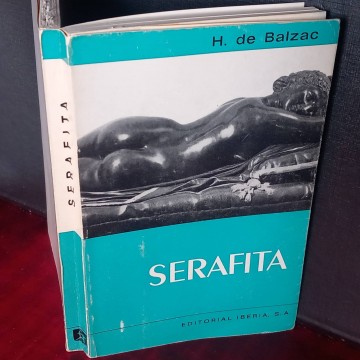 H. de Balzac
SERAFITA
EDITORIAL IBERIA, S.A.
SERAFITA